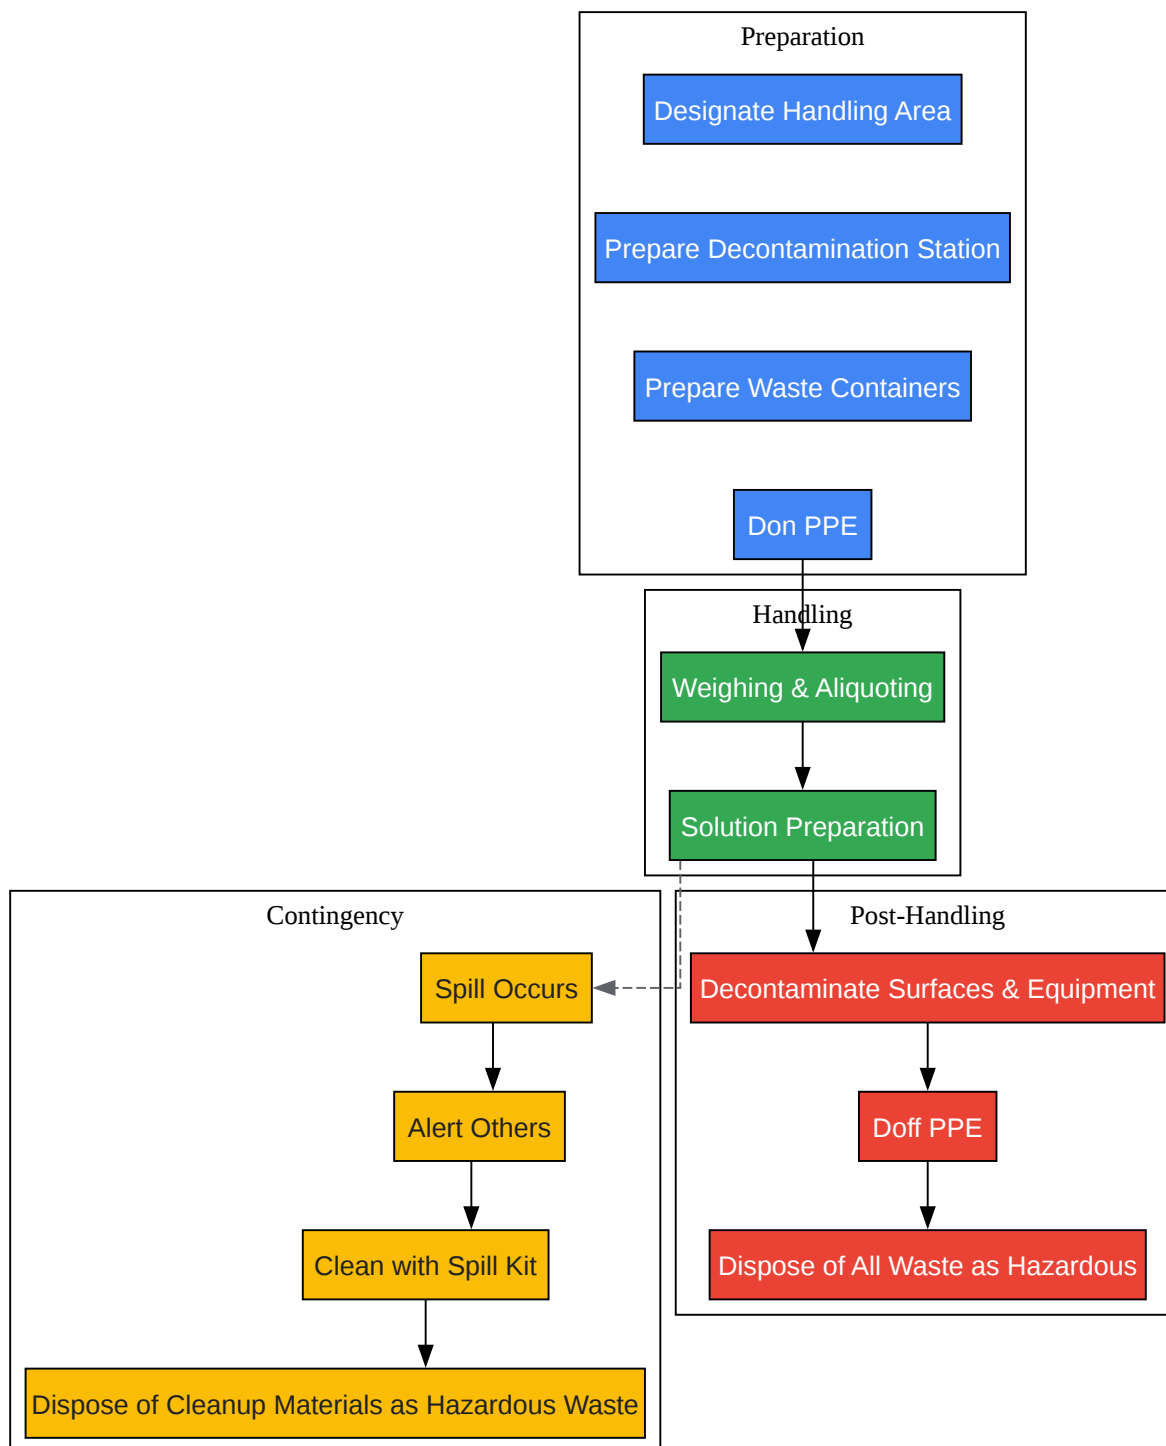 Preparation
Designate Handling Area
Prepare Decontamination Station
Prepare Waste Containers
Don PPE
Handling
Weighing & Aliquoting
Solution Preparation
Contingency
Spill Occurs
Alert Others
Clean with Spill Kit
Dispose of Cleanup Materials as Hazardous Waste
Post-Handling
Decontaminate Surfaces & Equipment
Doff PPE
Dispose of All Waste as Hazardous